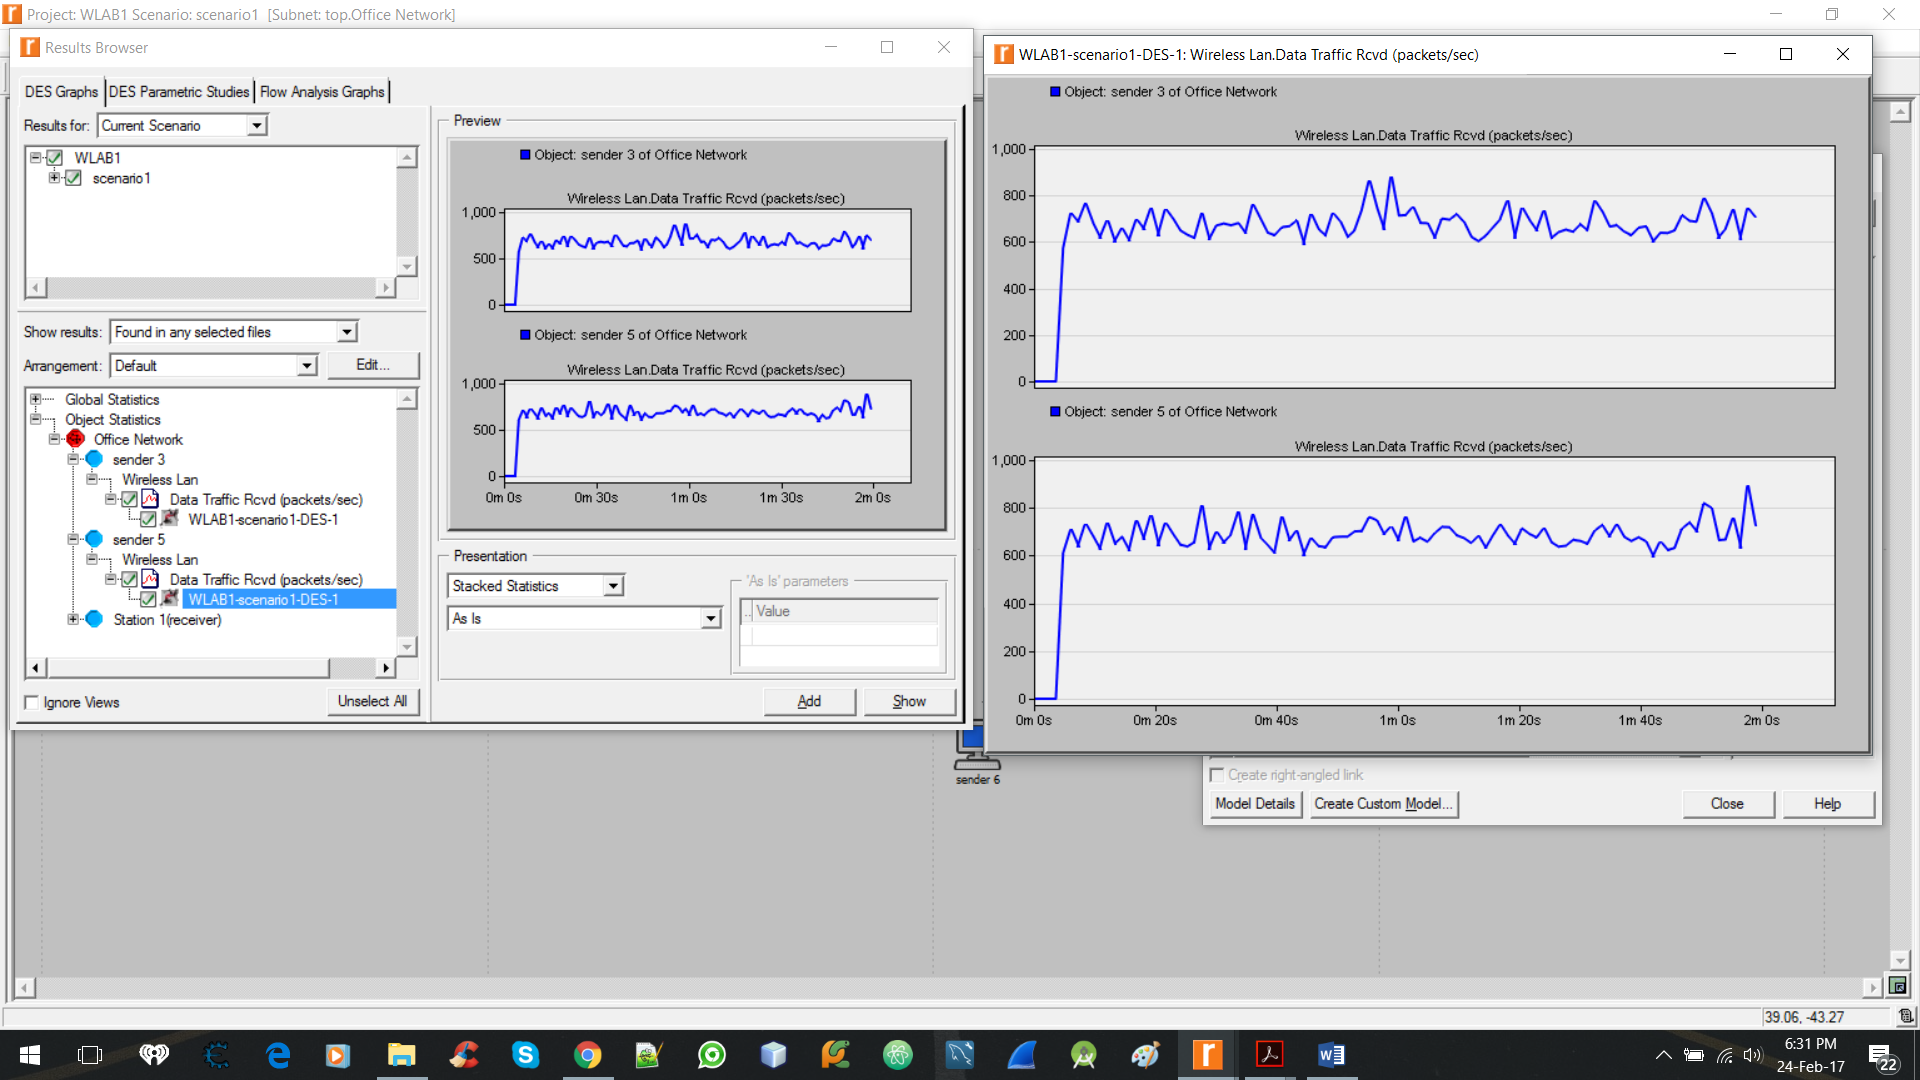 Project: WLAB1 Scenario: scenario1  [Subnet: top.Office Network]
Results Browser
DES Graphs DES Parametric Studies Flow Analysis Graphs
Results for: Current Scenario
WLAB1
scenario1
Show results: Found in any selected files
Arrangement: Default Edit...
Global Statistics
Object Statistics
Office Network
sender 3
Wireless Lan
Data Traffic Rcvd (packets/sec)
WLAB1-scenario1-DES-1
sender 5
Wireless Lan
Data Traffic Rcvd (packets/sec)
WLAB1-scenario1-DES-1
Station 1(receiver)
Ignore Views Unselect All
Preview
Object: sender 3 of Office Network
Wireless Lan.Data Traffic Rcvd (packets/sec)
1,000
500
0
Object: sender 5 of Office Network
Wireless Lan.Data Traffic Rcvd (packets/sec)
1,000
500
0
0m 0s 0m 30s 1m 0s 1m 30s 2m 0s
Presentation
Stacked Statistics
As Is
'As Is' parameters
.. Value
Add Show
WLAB1-scenario1-DES-1: Wireless Lan.Data Traffic Rcvd (packets/sec)
Object: sender 3 of Office Network
Wireless Lan.Data Traffic Rcvd (packets/sec)
1,000
800
600
400
200
0
Object: sender 5 of Office Network
Wireless Lan.Data Traffic Rcvd (packets/sec)
1,000
800
600
400
200
0
0m 0s 0m 20s 0m 40s 1m 0s 1m 20s 1m 40s 2m 0s
sender 6
Create right-angled link
Model Details Create Custom Model... Close Help
39.06, -43.27
6:31 PM
24-Feb-17
22